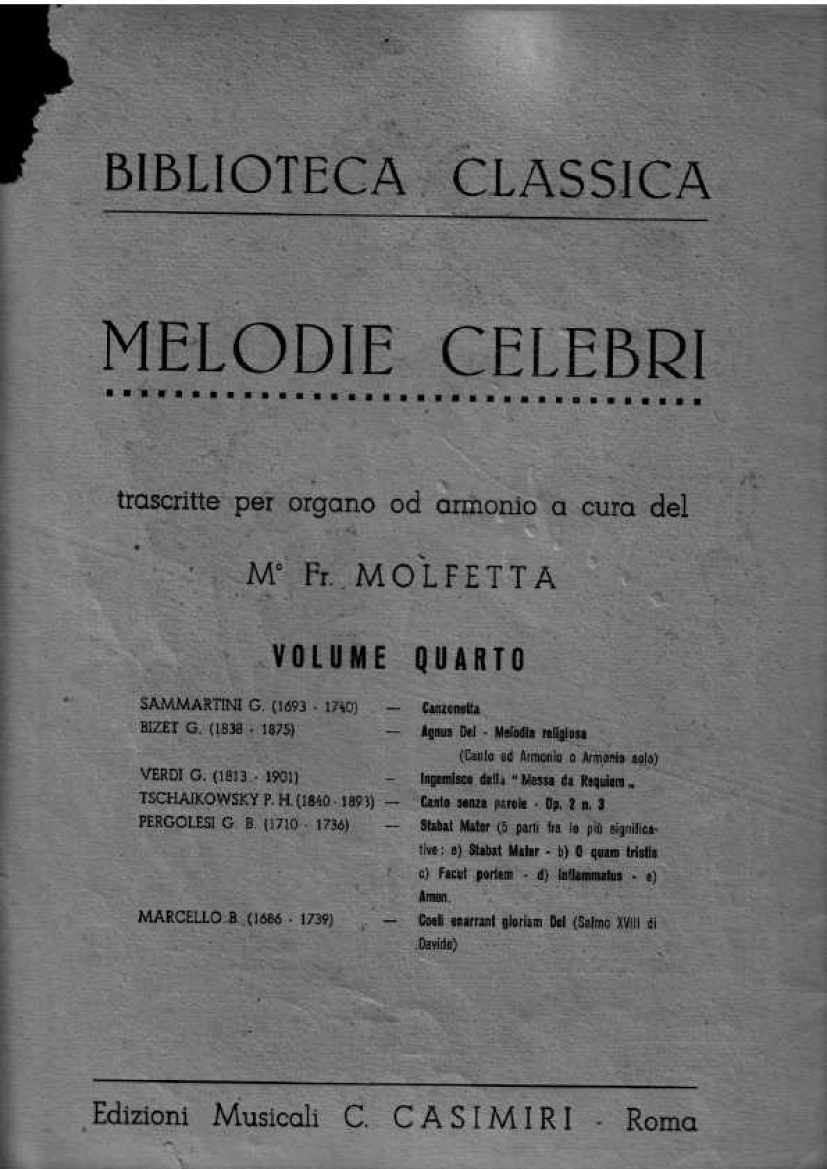 BIBLIOTECA CLASSICA
MELODIE CELEBRI
trascritte per organo od armonio a cura del
M° Fr. MOLFETTA
VOLUME QUARTO
SAMMARTINI G. (1693 - 1740) — Canzonetta
BIZET G. (1838 - 1875) — Agnus Dei - Melodia religiosa
(Canto ed Armonio o Armonio solo)
VERDI G. (1813 - 1901) — Ingemisco della "Messa da Requiem„
TSCHAIKOWSKY P. H. (1840 - 1893) — Canto senza parole - Op. 2 n. 3
PERGOLESI G. B. (1710 - 1736) — Stabat Mater (5 parti fra le più significa-
tive: a) Stabat Mater - b) O quam tristis
c) Facut portem - d) Inflammatus - e)
Amen.
MARCELLO B. (1686 - 1739) — Coeli enarrant gloriam Dei (Salmo XVIII di
Davide)
Edizioni Musicali C. CASIMIRI - Roma